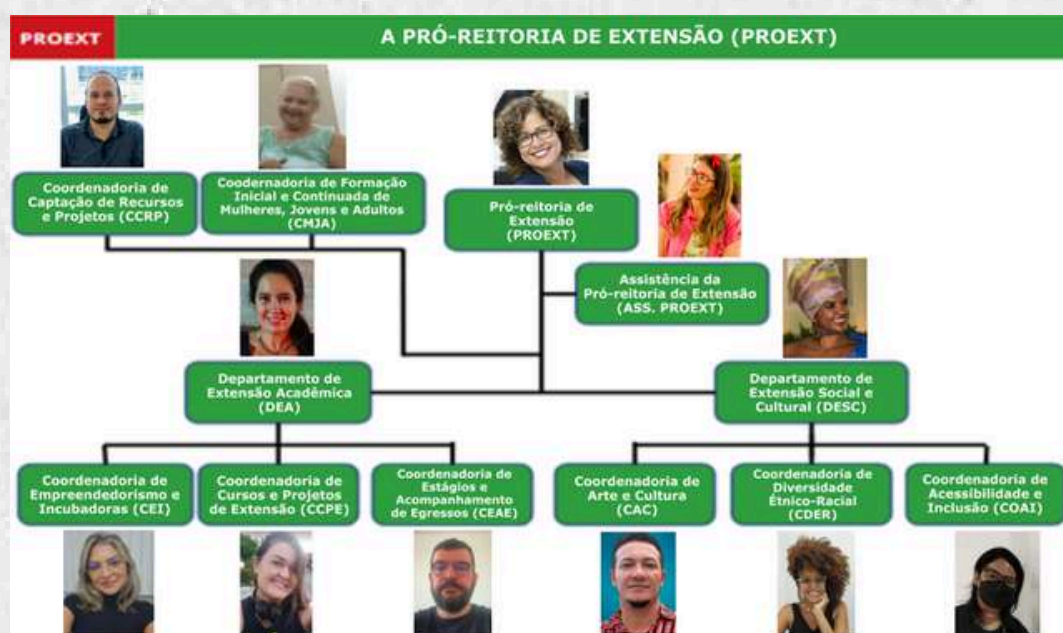 PROEXT
A PRÓ-REITORIA DE EXTENSÃO (PROEXT)
Coordenadoria de
Captação de Recursos
e Projetos (CCRP)
Coodernadoria de Formação
Inicial e Continuada de
Mulheres, Jovens e Adultos
(CMJA)
Pró-reitoria de
Extensão
(PROEXT)
Assistência da
Pró-reitoria de Extensão
(ASS. PROEXT)
Departamento de
Extensão Acadêmica
(DEA)
Departamento de
Extensão Social e
Cultural (DESC)
Coordenadoria de
Empreendedorismo e
Incubadoras (CEI)
Coordenadoria de
Cursos e Projetos
de Extensão (CCPE)
Coordenadoria de
Estágios e
Acompanhamento
de Egressos (CEAE)
Coordenadoria de
Arte e Cultura
(CAC)
Coordenadoria de
Diversidade
Étnico-Racial
(CDER)
Coordenadoria de
Acessibilidade e
Inclusão (COAI)